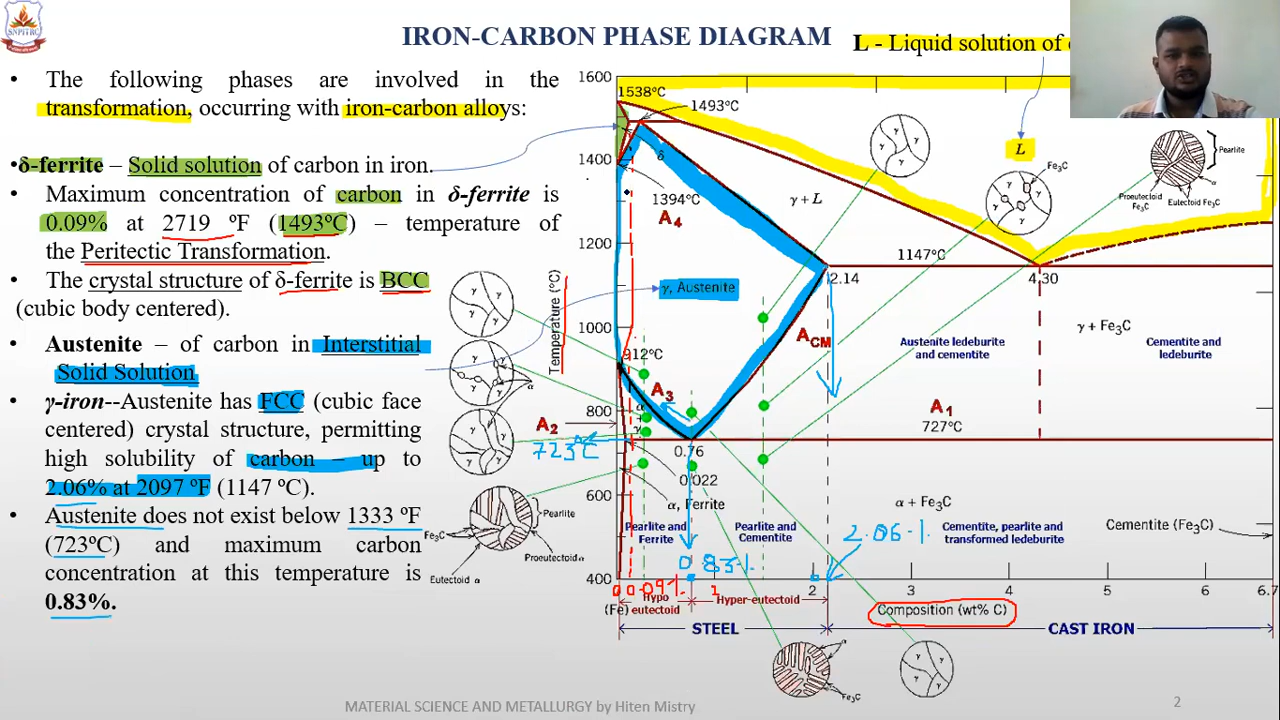 SNPITRC
IRON-CARBON PHASE DIAGRAM
L - Liquid solution of
• The following phases are involved in the
transformation, occurring with iron-carbon alloys:
•δ-ferrite – Solid solution of carbon in iron.
• Maximum concentration of carbon in δ-ferrite is
0.09% at 2719 ºF (1493ºC) – temperature of
the Peritectic Transformation.
• The crystal structure of δ-ferrite is BCC
(cubic body centered).
• Austenite – of carbon in Interstitial
Solid Solution
• γ-iron--Austenite has FCC (cubic face
centered) crystal structure, permitting
high solubility of carbon – up to
2.06% at 2097 ºF (1147 ºC).
• Austenite does not exist below 1333 ºF
(723ºC) and maximum carbon
concentration at this temperature is
0.83%.
Temperature (°C)
1600
1400
1200
1000
800
600
400
1538°C
1493°C
δ
1394°C
A4
γ + L
L
Fe3C
γ γ γ γ
Pearlite
α
Proeutectoid
Fe3C
Eutectoid Fe3C
1147°C
2.14
4.30
γ, Austenite
γ + Fe3C
912°C
ACM
Austenite ledeburite
and cementite
Cementite and
ledeburite
A3
α
+
γ
A2
A1
727°C
723°C
0.76
0.022
α, Ferrite
α + Fe3C
Pearlite and
Ferrite
Pearlite and
Cementite
Cementite, pearlite and
transformed ledeburite
Cementite (Fe3C)
2.06%
0.83%
0
0.09%
1
2
3
4
5
6
6.7
(Fe)
Hypo
eutectoid
Hyper-eutectoid
Composition (wt% C)
STEEL
CAST IRON
γ γ γ
γ γ γ γ
α
γ γ γ γ
Pearlite
Fe3C
Proeutectoid α
Eutectoid α
α
Fe3C
γ γ γ γ
MATERIAL SCIENCE AND METALLURGY by Hiten Mistry
2